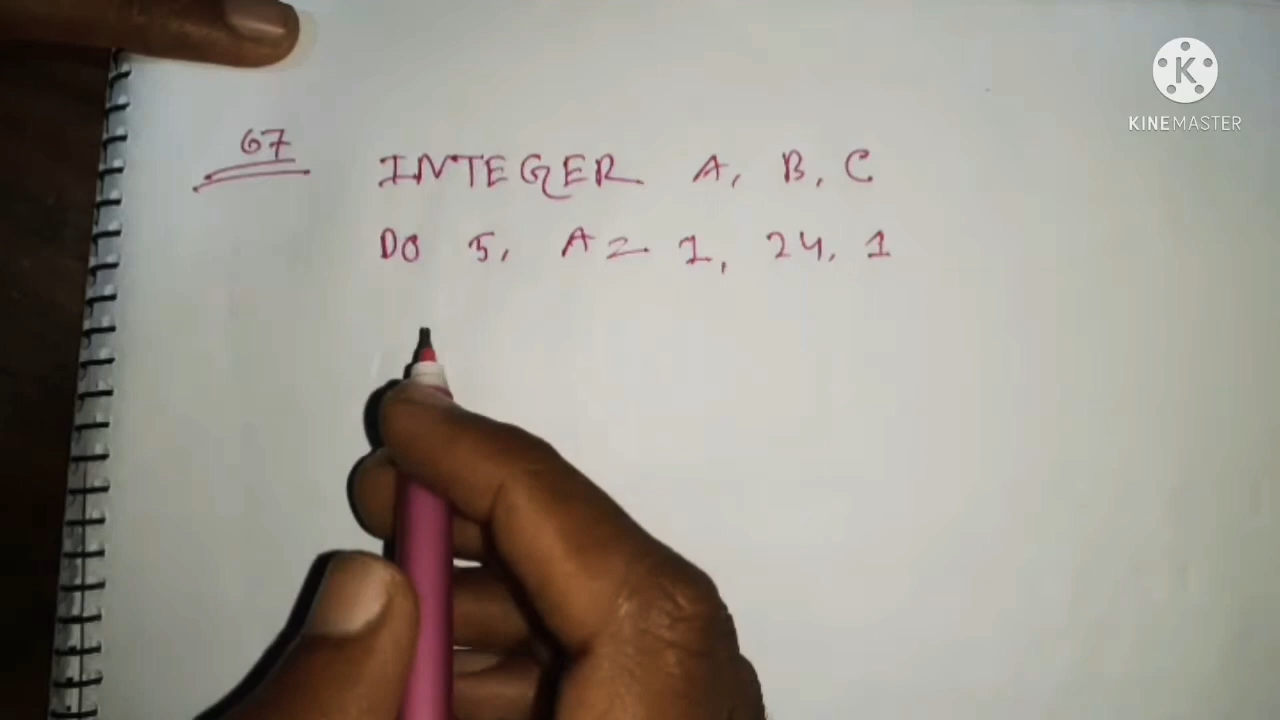 67 INTEGER A, B, C
DO 5, A = 1, 24, 1
K
KINEMASTER